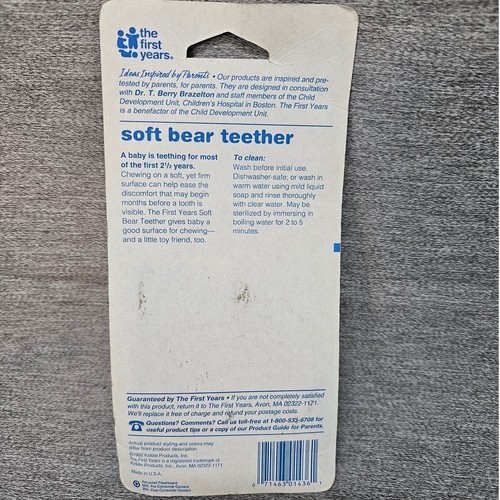 the
first
years®
Ideas Inspired by Parents • Our products are inspired and pre-
tested by parents, for parents. They are designed in consultation
with Dr. T. Berry Brazelton and staff members of the Child
Development Unit, Children's Hospital in Boston. The First Years
is a benefactor of the Child Development Unit.
soft bear teether
A baby is teething for most
of the first 2½ years.
Chewing on a soft, yet firm
surface can help ease the
discomfort that may begin
months before a tooth is
visible. The First Years Soft
Bear Teether gives baby a
good surface for chewing—
and a little toy friend, too.
To clean:
Wash before initial use.
Dishwasher-safe; or wash in
warm water using mild liquid
soap and rinse thoroughly
with clear water. May be
sterilized by immersing in
boiling water for 2 to 5
minutes.
Guaranteed by The First Years • If you are not completely satisfied
with this product, return it to The First Years, Avon, MA 02322-1171.
We'll replace it free of charge and refund your postage costs.
Questions? Comments? Call us toll-free at 1-800-533-6708 for
useful product tips or a copy of our Product Guide for Parents.
Actual product styling and colors may
differ from product description.
Kiddie Products, Inc.
The First Years is a registered trademark of
Kiddie Products, Inc., Avon, MA 02322-1171
Made in U.S.A.
Recycled Paperboard
71463 01436 1